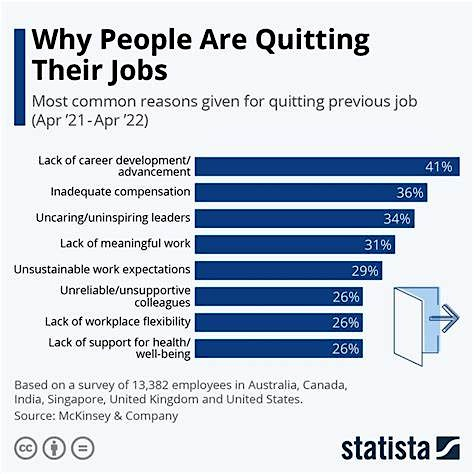 Why People Are Quitting
Their Jobs
Most common reasons given for quitting previous job
(Apr ’21-Apr ’22)
Lack of career development/
advancement
41%
Inadequate compensation
36%
Uncaring/uninspiring leaders
34%
Lack of meaningful work
31%
Unsustainable work expectations
29%
Unreliable/unsupportive
colleagues
26%
Lack of workplace flexibility
26%
Lack of support for health/
well-being
26%
Based on a survey of 13,382 employees in Australia, Canada,
India, Singapore, United Kingdom and United States.
Source: McKinsey & Company
cc
statista